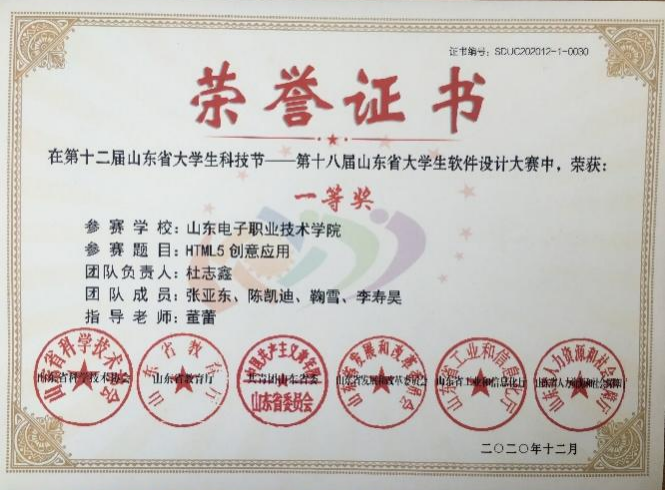 证书编号：SDUC202012-1-0030
荣誉证书
在第十二届山东省大学生科技节——第十八届山东省大学生软件设计大赛中，荣获：
一等奖
参赛学校：山东电子职业技术学院
参赛题目：HTML5创意应用
团队负责人：杜志鑫
团队成员：张亚东、陈凯迪、鞠雪、李寿昊
指导老师：董蕾
山东省科学技术协会 山东省教育厅 共青团山东省委 山东省发展和改革委员会 山东省工业和信息化厅 山东省人力资源和社会保障厅
山东省委员会
二〇二〇年十二月